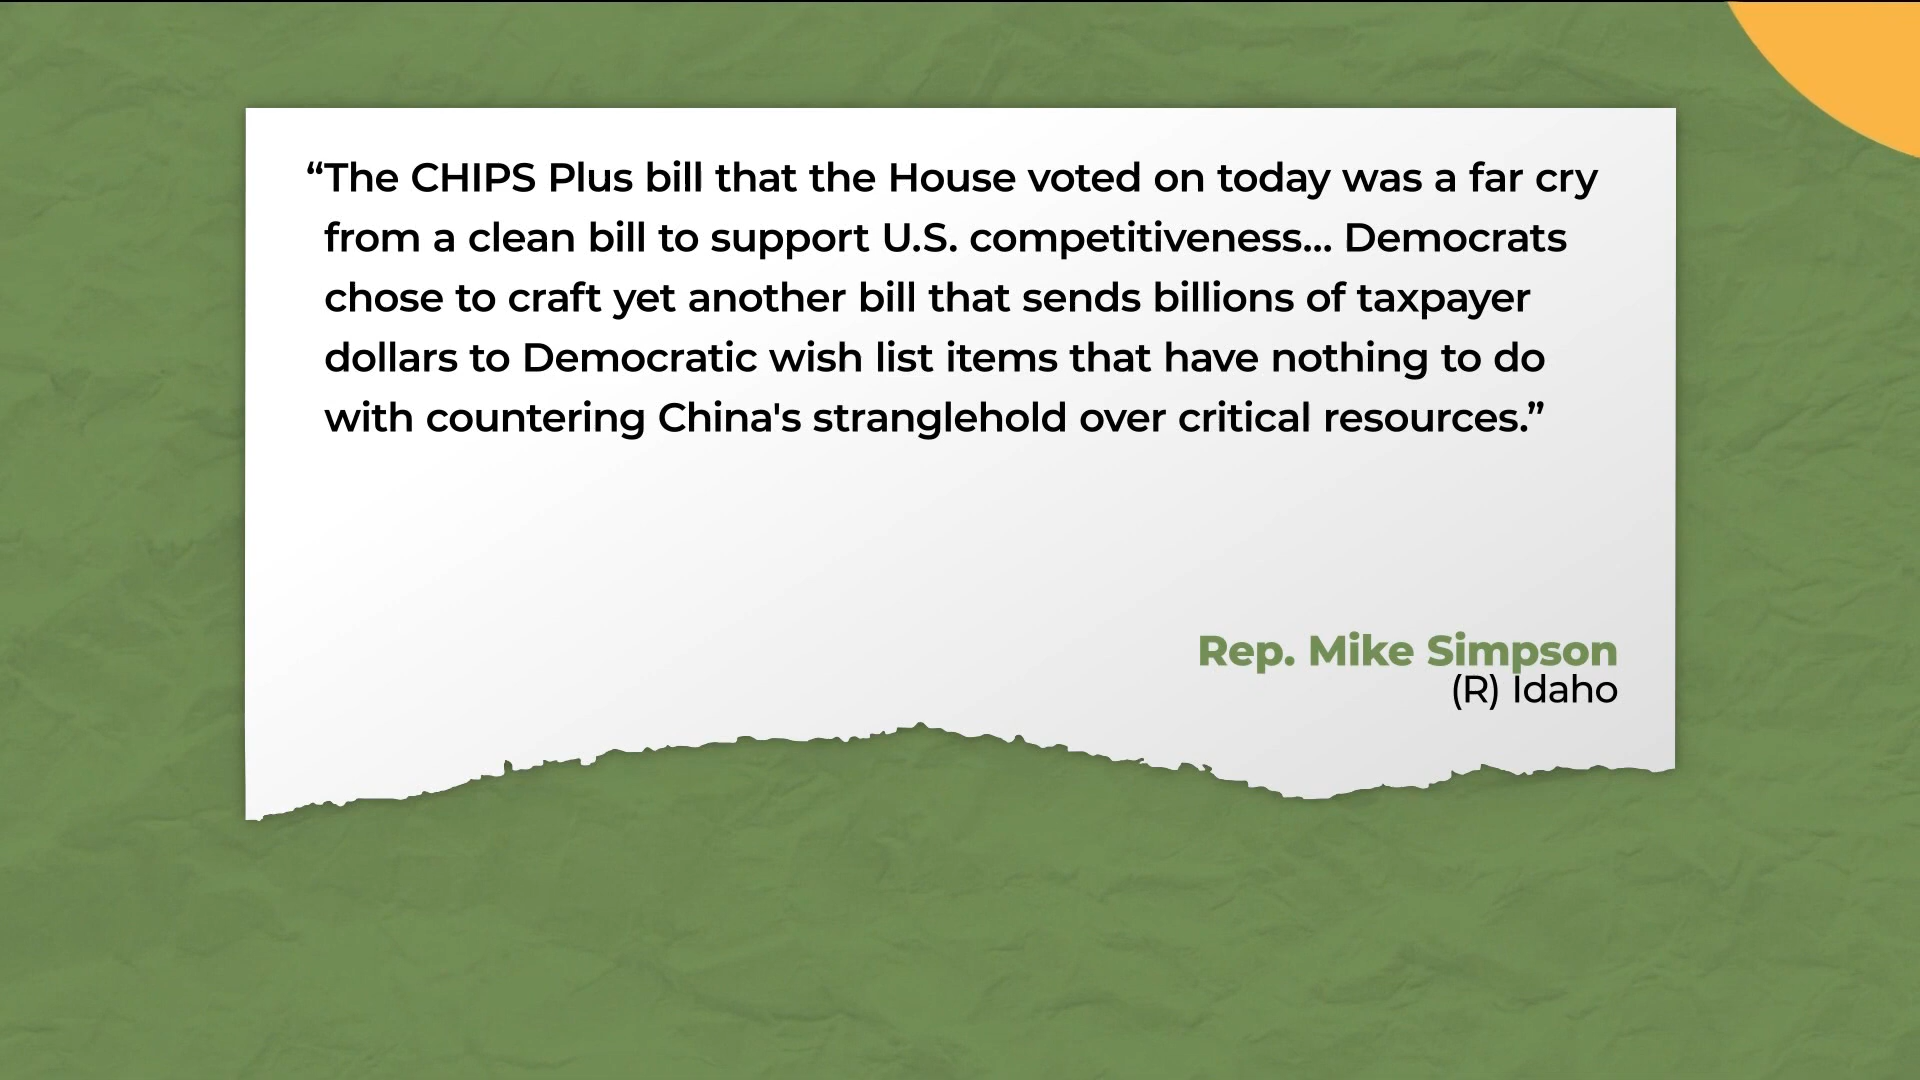 “The CHIPS Plus bill that the House voted on today was a far cry
from a clean bill to support U.S. competitiveness... Democrats
chose to craft yet another bill that sends billions of taxpayer
dollars to Democratic wish list items that have nothing to do
with countering China's stranglehold over critical resources.”
Rep. Mike Simpson
(R) Idaho